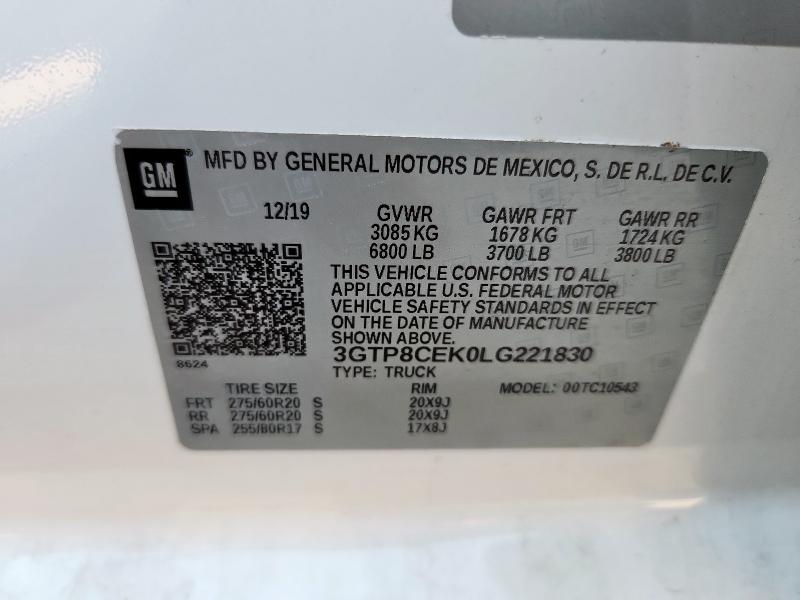 GM MFD BY GENERAL MOTORS DE MEXICO, S. DE R.L. DE C.V.
12/19 GVWR GAWR FRT GAWR RR
3085 KG 1678 KG 1724 KG
6800 LB 3700 LB 3800 LB
THIS VEHICLE CONFORMS TO ALL
APPLICABLE U.S. FEDERAL MOTOR
VEHICLE SAFETY STANDARDS IN EFFECT
ON THE DATE OF MANUFACTURE
SHOWN ABOVE.
3GTP8CEK0LG221830
8624
TYPE: TRUCK MODEL: 00TC10543
TIRE SIZE RIM
FRT 275/60R20 S 20X9J
RR 275/60R20 S 20X9J
SPA 255/80R17 S 17X8J